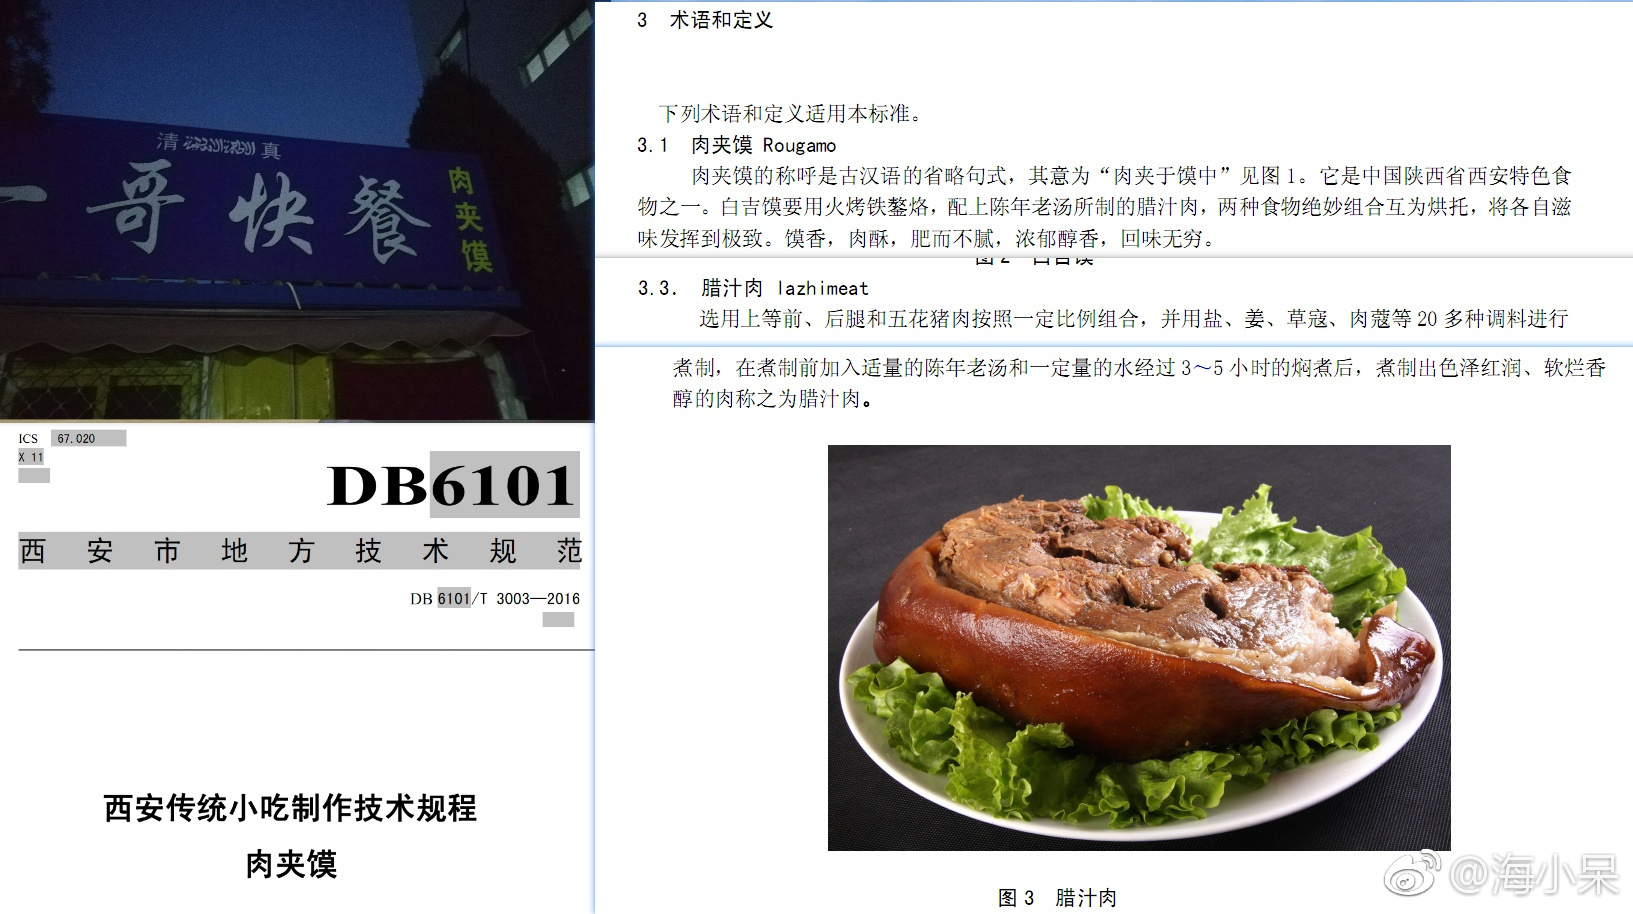 清 真
一哥快餐
肉夹馍
ICS 67.020
X 11
DB6101
西安市地方技术规范
DB 6101/T 3003—2016
西安传统小吃制作技术规程
肉夹馍
3 术语和定义
下列术语和定义适用本标准。
3.1 肉夹馍 Rougamo
肉夹馍的称呼是古汉语的省略句式，其意为“肉夹于馍中”见图 1。它是中国陕西省西安特色食
物之一。白吉馍要用火烤铁鏊烙，配上陈年老汤所制的腊汁肉，两种食物绝妙组合互为烘托，将各自滋
味发挥到极致。馍香，肉酥，肥而不腻，浓郁醇香，回味无穷。
图 2 白吉馍
3.3. 腊汁肉 lazhimeat
选用上等前、后腿和五花猪肉按照一定比例组合，并用盐、姜、草寇、肉蔻等 20 多种调料进行
煮制，在煮制前加入适量的陈年老汤和一定量的水经过 3～5 小时的焖煮后，煮制出色泽红润、软烂香
醇的肉称之为腊汁肉。
图 3 腊汁肉
@海小呆